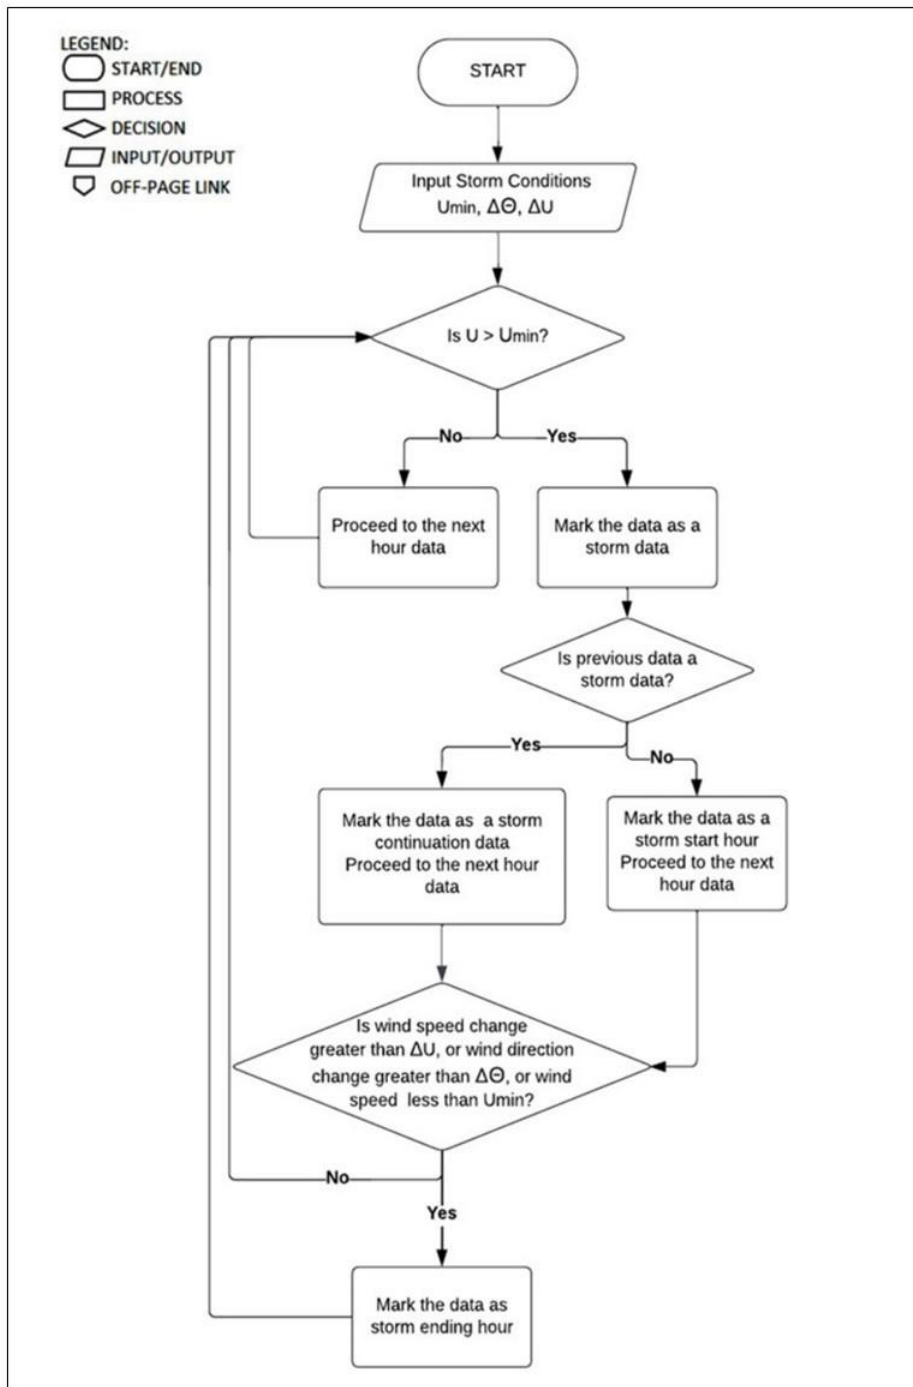 LEGEND:
START/END
PROCESS
DECISION
INPUT/OUTPUT
OFF-PAGE LINK
START
Input Storm Conditions
Umin, ΔΘ, ΔU
Is U > Umin?
No
Yes
Proceed to the next
hour data
Mark the data as a
storm data
Is previous data a
storm data?
Yes
No
Mark the data as a storm
continuation data
Proceed to the next hour
data
Mark the data as a
storm start hour
Proceed to the next
hour data
Is wind speed change
greater than ΔU, or wind direction
change greater than ΔΘ, or wind
speed less than Umin?
No
Yes
Mark the data as
storm ending hour